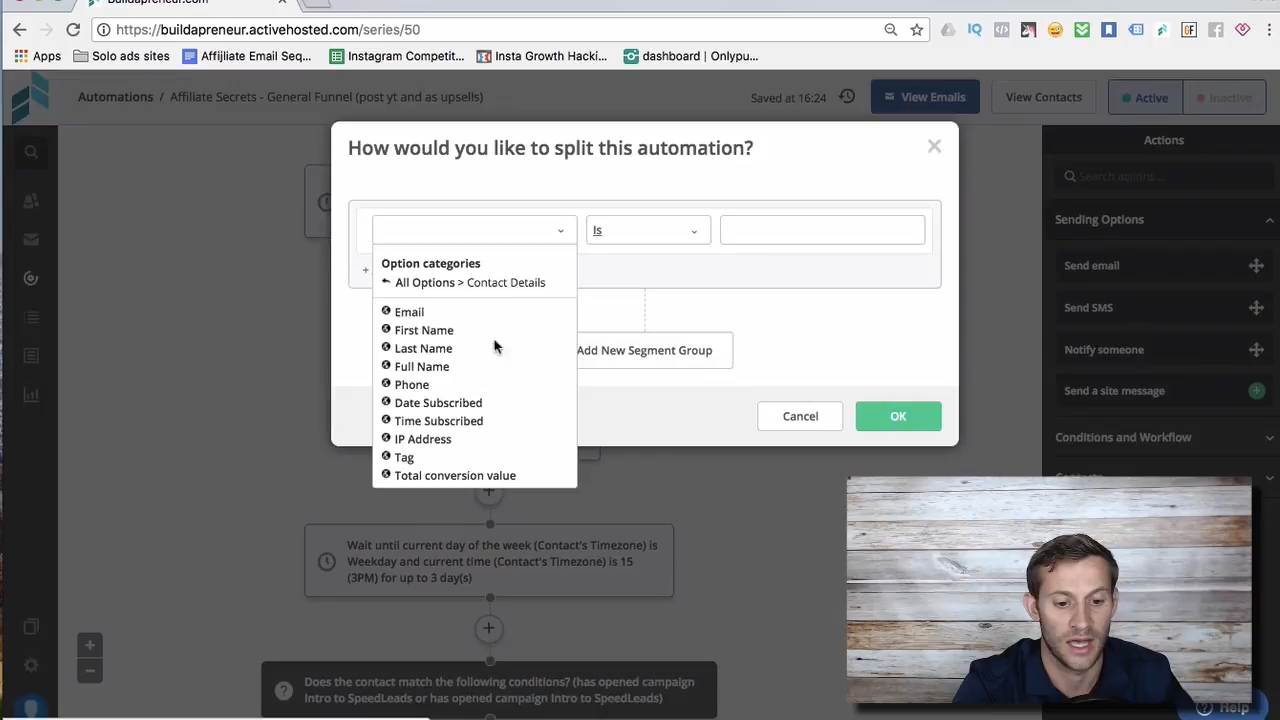 Buildapreneur.com
https://buildapreneur.activehosted.com/series/50
Apps
Solo ads sites
Affiliate Email Seq...
Instagram Competit...
Insta Growth Hacki...
dashboard | Onlypu...
Automations / Affiliate Secrets - General Funnel (post yt and as upsells)
Saved at 16:24
View Emails
View Contacts
Active
Inactive
How would you like to split this automation?
Is
Option categories
All Options > Contact Details
Email
First Name
Last Name
Full Name
Phone
Date Subscribed
Time Subscribed
IP Address
Tag
Total conversion value
Add New Segment Group
Cancel
OK
Actions
Search actions...
Sending Options
Send email
Send SMS
Notify someone
Send a site message
Conditions and Workflow
Wait until current day of the week (Contact's Timezone) is
Weekday and current time (Contact's Timezone) is 15
(3PM) for up to 3 day(s)
Does the contact match the following conditions? (has opened campaign
Intro to SpeedLeads or has opened campaign Intro to SpeedLeads)
Help